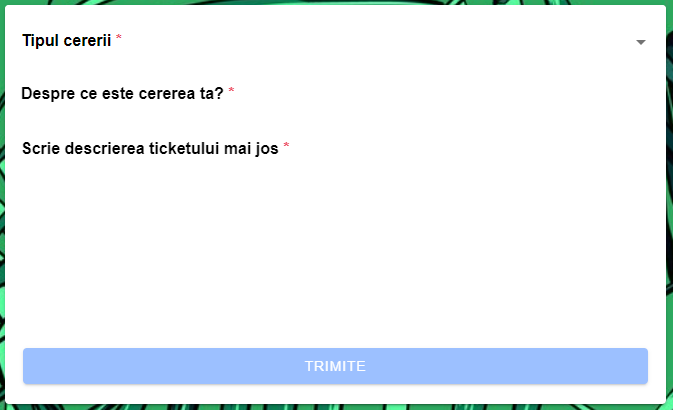 Tipul cererii *
Despre ce este cererea ta? *
Scrie descrierea ticketului mai jos *
TRIMITE